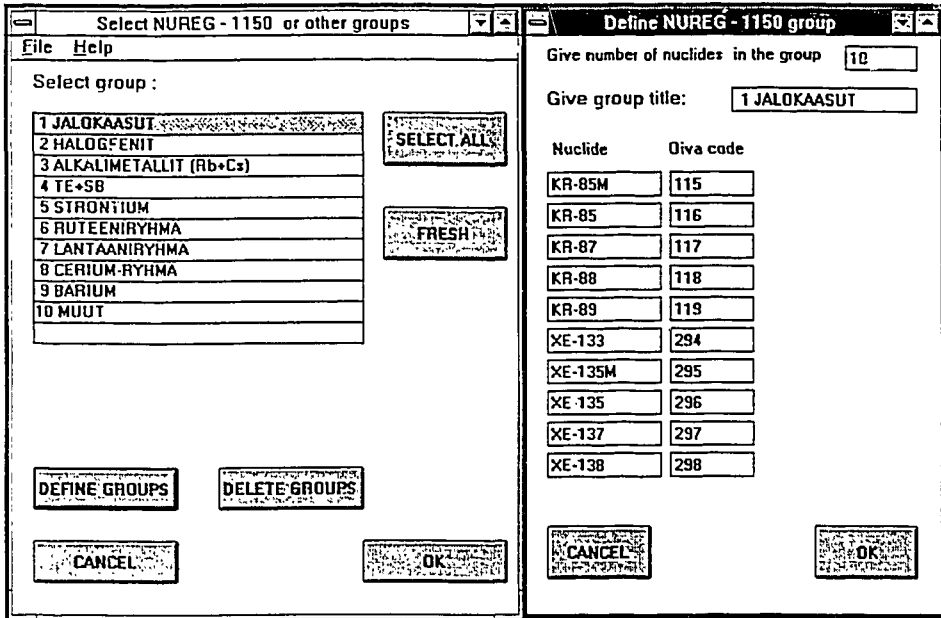 Select NUREG - 1150 or other groups
File Help
Select group :
1 JALOKAASUT
2 HALOGEENIT
3 ALKALIMETALLIT (Rb+Cs)
4 TE+SB
5 STRONTIUM
6 RUTEENIRYHMA
7 LANTAANIRYHMA
8 CERIUM-RYHMA
9 BARIUM
10 MUUT
SELECT ALL
FRESH
DEFINE GROUPS
DELETE GROUPS
CANCEL
OK
Define NUREG - 1150 group
Give number of nuclides in the group 10
Give group title: 1 JALOKAASUT
Nuclide Oiva code
KR-85M 115
KR-85 116
KR-87 117
KR-88 118
KR-89 119
XE-133 294
XE-135M 295
XE-135 296
XE-137 297
XE-138 298
CANCEL
OK